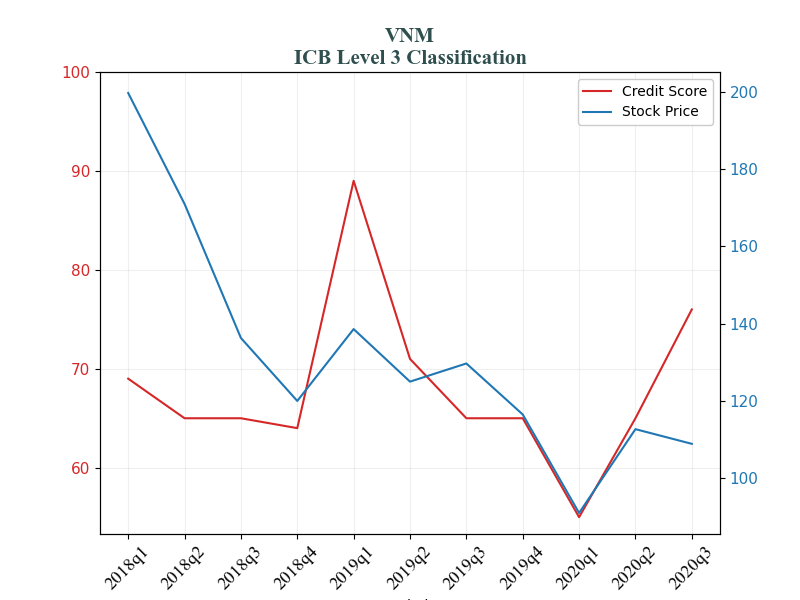 VNM
ICB Level 3 Classification
100
90
80
70
60
Credit Score
Stock Price
200
180
160
140
120
100
2018q1
2018q2
2018q3
2018q4
2019q1
2019q2
2019q3
2019q4
2020q1
2020q2
2020q3